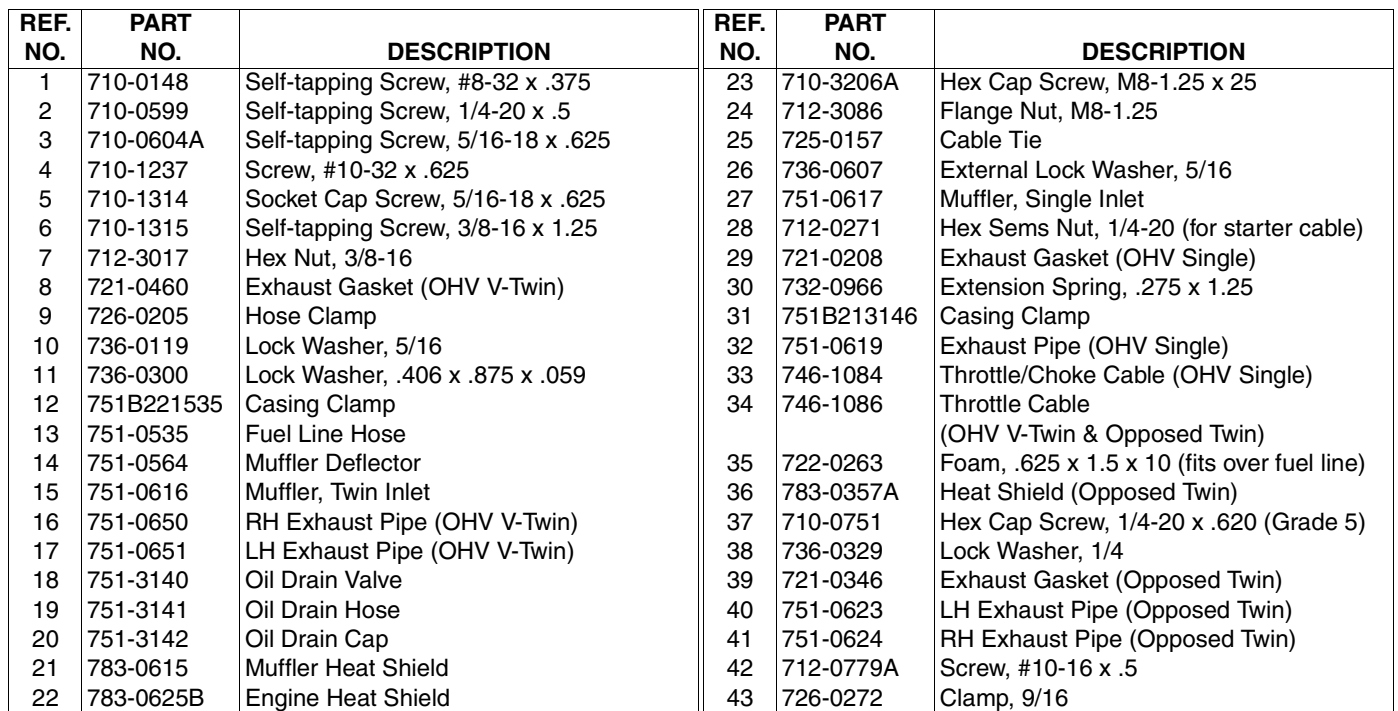 REF. PART
NO. NO. DESCRIPTION
1 710-0148 Self-tapping Screw, #8-32 x .375
2 710-0599 Self-tapping Screw, 1/4-20 x .5
3 710-0604A Self-tapping Screw, 5/16-18 x .625
4 710-1237 Screw, #10-32 x .625
5 710-1314 Socket Cap Screw, 5/16-18 x .625
6 710-1315 Self-tapping Screw, 3/8-16 x 1.25
7 712-3017 Hex Nut, 3/8-16
8 721-0460 Exhaust Gasket (OHV V-Twin)
9 726-0205 Hose Clamp
10 736-0119 Lock Washer, 5/16
11 736-0300 Lock Washer, .406 x .875 x .059
12 751B221535 Casing Clamp
13 751-0535 Fuel Line Hose
14 751-0564 Muffler Deflector
15 751-0616 Muffler, Twin Inlet
16 751-0650 RH Exhaust Pipe (OHV V-Twin)
17 751-0651 LH Exhaust Pipe (OHV V-Twin)
18 751-3140 Oil Drain Valve
19 751-3141 Oil Drain Hose
20 751-3142 Oil Drain Cap
21 783-0615 Muffler Heat Shield
22 783-0625B Engine Heat Shield
REF. PART
NO. NO. DESCRIPTION
23 710-3206A Hex Cap Screw, M8-1.25 x 25
24 712-3086 Flange Nut, M8-1.25
25 725-0157 Cable Tie
26 736-0607 External Lock Washer, 5/16
27 751-0617 Muffler, Single Inlet
28 712-0271 Hex Sems Nut, 1/4-20 (for starter cable)
29 721-0208 Exhaust Gasket (OHV Single)
30 732-0966 Extension Spring, .275 x 1.25
31 751B213146 Casing Clamp
32 751-0619 Exhaust Pipe (OHV Single)
33 746-1084 Throttle/Choke Cable (OHV Single)
34 746-1086 Throttle Cable
(OHV V-Twin & Opposed Twin)
35 722-0263 Foam, .625 x 1.5 x 10 (fits over fuel line)
36 783-0357A Heat Shield (Opposed Twin)
37 710-0751 Hex Cap Screw, 1/4-20 x .620 (Grade 5)
38 736-0329 Lock Washer, 1/4
39 721-0346 Exhaust Gasket (Opposed Twin)
40 751-0623 LH Exhaust Pipe (Opposed Twin)
41 751-0624 RH Exhaust Pipe (Opposed Twin)
42 712-0779A Screw, #10-16 x .5
43 726-0272 Clamp, 9/16